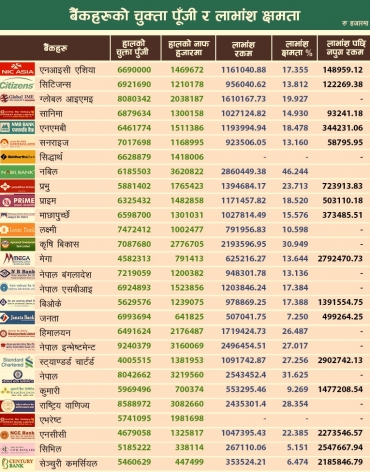 बैंकहरुको चुक्ता पूँजी र लाभांश क्षमता
रु हजारमा
बैंकहरु हालको चुक्ता पूँजी हालको नाफ हजारमा लाभांश रकम लाभांश क्षमता % लाभांश पछि नपुग रकम
NIC ASIA एनआइसी एशिया 6690000 1469672 1161040.88 17.355 148959.12
Citizens सिटिजन्स 6921690 1210178 956040.62 13.812 122269.38
Global IME ग्लोबल आइएमइ 8080342 2038187 1610167.73 19.927 -
सानिमा 6879634 1300158 1027124.82 14.930 93241.18
NMB BANK एनएमबी 6461774 1511386 1193994.94 18.478 344231.06
सनराइज 7017698 1168995 923506.05 13.160 58795.95
सिद्धार्थ 6628879 1418006 - - -
NABIL BANK नबिल 6185503 3620822 2860449.38 46.244
प्रभु 5881402 1765423 1394684.17 23.713 723913.83
PRIME प्राइम 6325432 1482858 1171457.82 18.520 503110.18
माछापुच्छ्रे 6598700 1301031 1027814.49 15.576 373485.51
लक्ष्मी 7472412 1002477 791956.83 10.598 -
कृषि बिकास 7087680 2776705 2193596.95 30.949 -
MEGA मेगा 4582313 791413 625216.27 13.644 2792470.73
N B Bank नेपाल बंगलादेश 7219059 1200382 948301.78 13.136 -
नेपाल एसबीआइ 6924893 1523856 1203846.24 17.384 -
बिओके 5629576 1239075 978869.25 17.388 1391554.75
Janata Bank जनता 6993694 641825 507041.75 7.250 499264.25
हिमालयन 6491624 2176487 1719424.73 26.487 -
नेपाल इन्भेष्टमेन्ट 9240379 3160069 2496454.51 27.017 -
Standard Chartered स्ट्याण्डर्ड चार्टर्ड 4005515 1381953 1091742.87 27.256 2902742.13
नेपाल 8042662 3219560 2543452.4 31.625 -
कुमारी 5969496 700374 553295.46 9.269 1477208.54
राष्ट्रिय वाणिज्य 8588972 3082660 2435301.4 28.354 -
एभरेष्ट 5741095 1981698 - - -
NCC Bank एनसीसी 4679058 1325817 1047395.43 22.385 2273546.57
सिभिल 5185222 338114 267110.06 5.151 2547667.94
CENTURY BANK सेञ्चुरी कमर्सियल 5460629 447499 353524.21 6.474 2185846.79